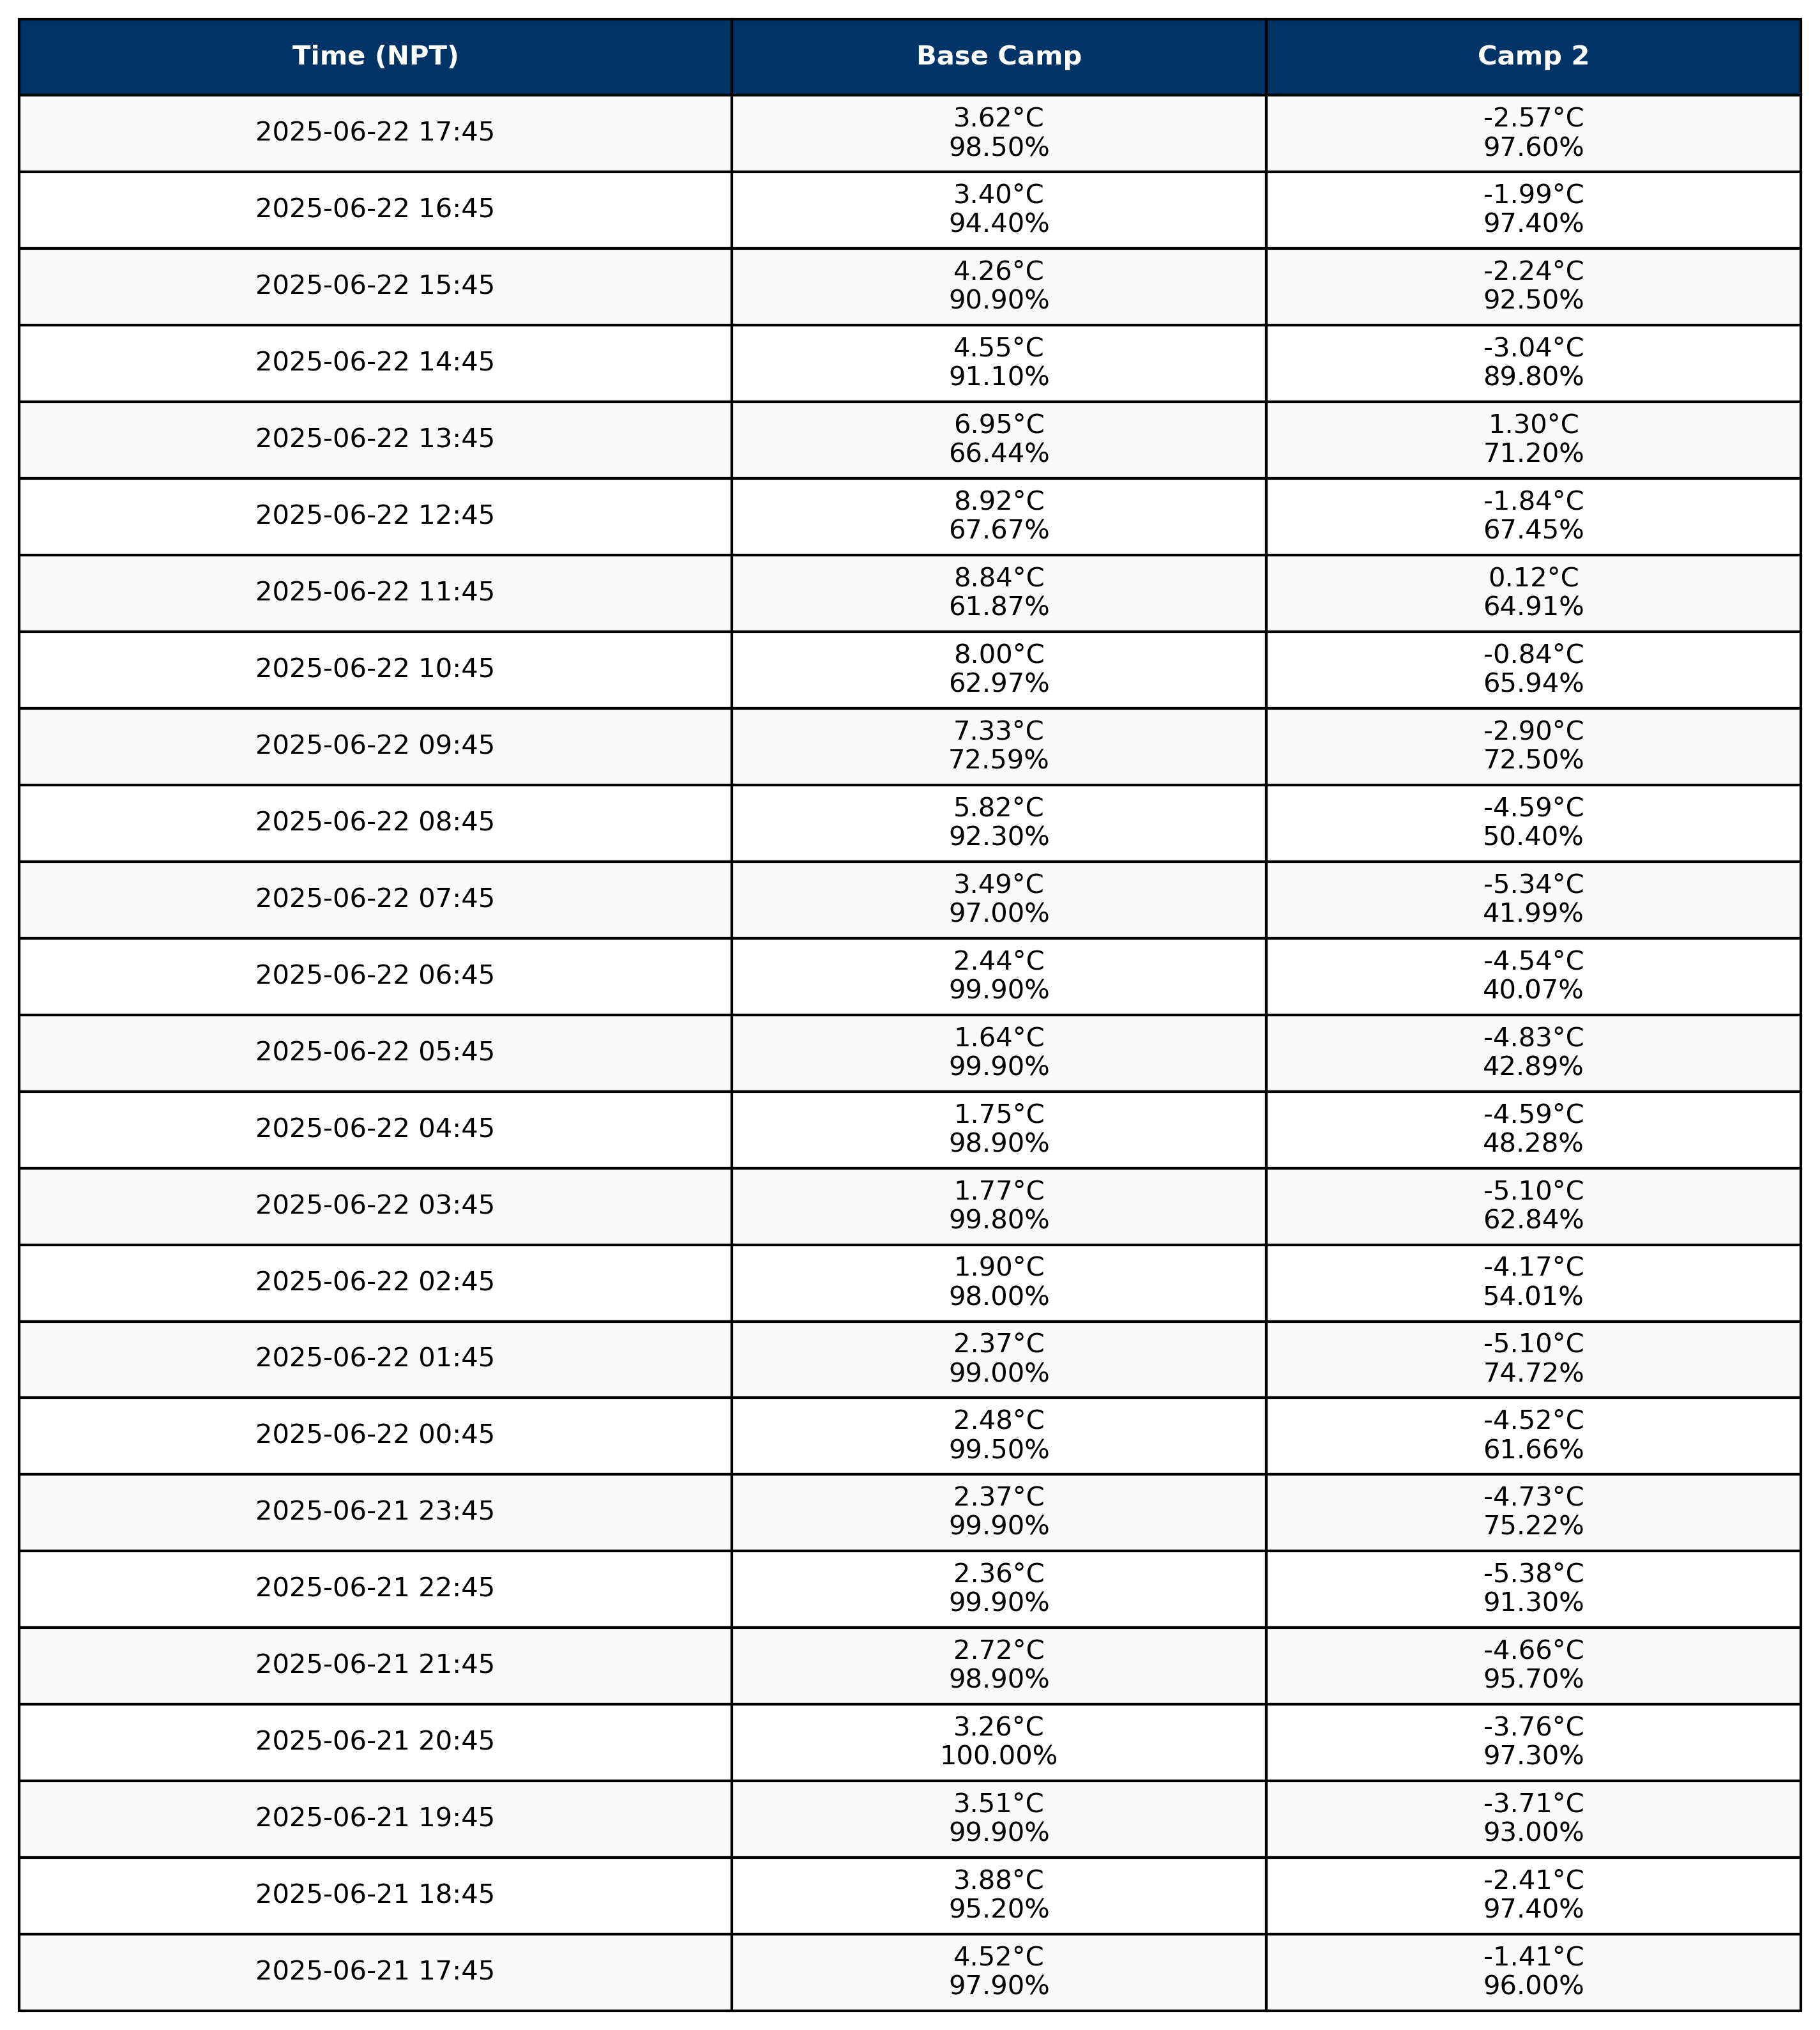 Time (NPT) Base Camp Camp 2
2025-06-22 17:45 3.62°C -2.57°C
98.50% 97.60%
2025-06-22 16:45 3.40°C -1.99°C
94.40% 97.40%
2025-06-22 15:45 4.26°C -2.24°C
90.90% 92.50%
2025-06-22 14:45 4.55°C -3.04°C
91.10% 89.80%
2025-06-22 13:45 6.95°C 1.30°C
66.44% 71.20%
2025-06-22 12:45 8.92°C -1.84°C
67.67% 67.45%
2025-06-22 11:45 8.84°C 0.12°C
61.87% 64.91%
2025-06-22 10:45 8.00°C -0.84°C
62.97% 65.94%
2025-06-22 09:45 7.33°C -2.90°C
72.59% 72.50%
2025-06-22 08:45 5.82°C -4.59°C
92.30% 50.40%
2025-06-22 07:45 3.49°C -5.34°C
97.00% 41.99%
2025-06-22 06:45 2.44°C -4.54°C
99.90% 40.07%
2025-06-22 05:45 1.64°C -4.83°C
99.90% 42.89%
2025-06-22 04:45 1.75°C -4.59°C
98.90% 48.28%
2025-06-22 03:45 1.77°C -5.10°C
99.80% 62.84%
2025-06-22 02:45 1.90°C -4.17°C
98.00% 54.01%
2025-06-22 01:45 2.37°C -5.10°C
99.00% 74.72%
2025-06-22 00:45 2.48°C -4.52°C
99.50% 61.66%
2025-06-21 23:45 2.37°C -4.73°C
99.90% 75.22%
2025-06-21 22:45 2.36°C -5.38°C
99.90% 91.30%
2025-06-21 21:45 2.72°C -4.66°C
98.90% 95.70%
2025-06-21 20:45 3.26°C -3.76°C
100.00% 97.30%
2025-06-21 19:45 3.51°C -3.71°C
99.90% 93.00%
2025-06-21 18:45 3.88°C -2.41°C
95.20% 97.40%
2025-06-21 17:45 4.52°C -1.41°C
97.90% 96.00%